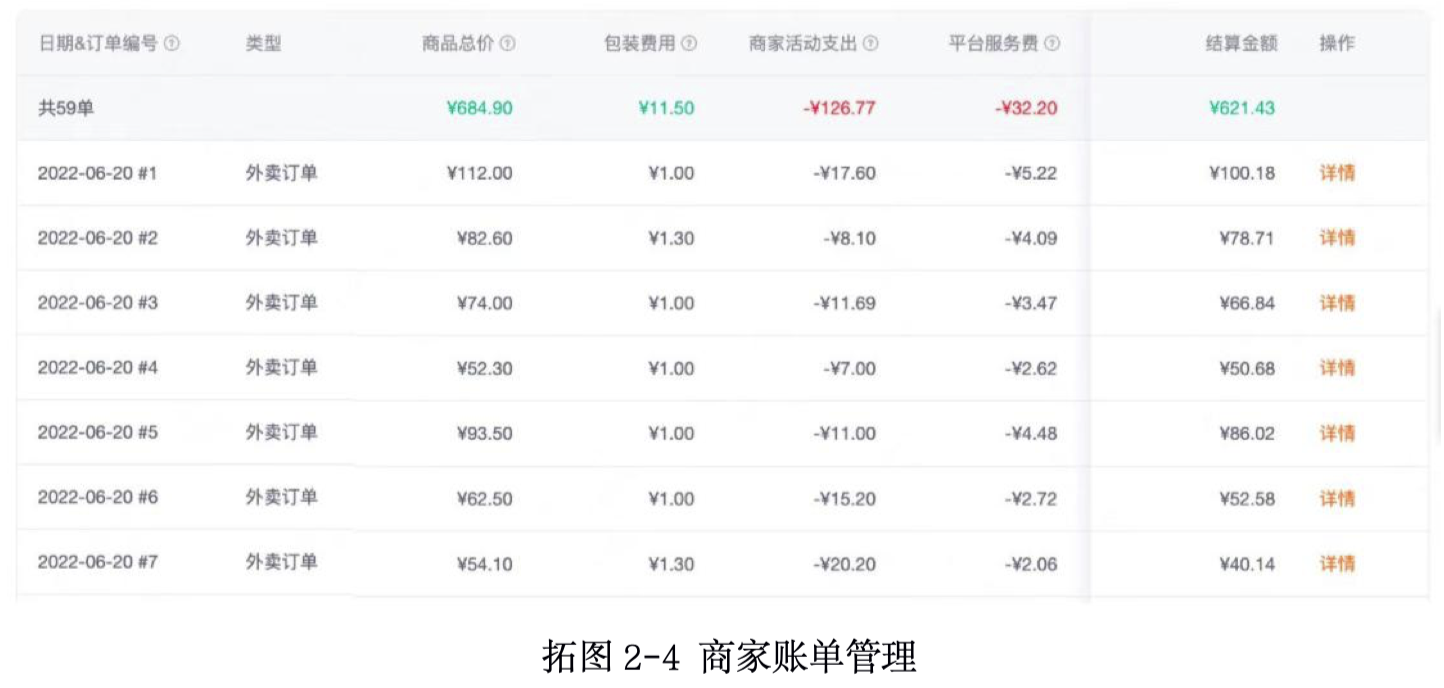 日期&订单编号 类型 商品总价 包装费用 商家活动支出 平台服务费 结算金额 操作
共59单 ¥684.90 ¥11.50 -¥126.77 -¥32.20 ¥621.43
2022-06-20 #1 外卖订单 ¥112.00 ¥1.00 -¥17.60 -¥5.22 ¥100.18 详情
2022-06-20 #2 外卖订单 ¥82.60 ¥1.30 -¥8.10 -¥4.09 ¥78.71 详情
2022-06-20 #3 外卖订单 ¥74.00 ¥1.00 -¥11.69 -¥3.47 ¥66.84 详情
2022-06-20 #4 外卖订单 ¥52.30 ¥1.00 -¥7.00 -¥2.62 ¥50.68 详情
2022-06-20 #5 外卖订单 ¥93.50 ¥1.00 -¥11.00 -¥4.48 ¥86.02 详情
2022-06-20 #6 外卖订单 ¥62.50 ¥1.00 -¥15.20 -¥2.72 ¥52.58 详情
2022-06-20 #7 外卖订单 ¥54.10 ¥1.30 -¥20.20 -¥2.06 ¥40.14 详情
拓图 2-4 商家账单管理